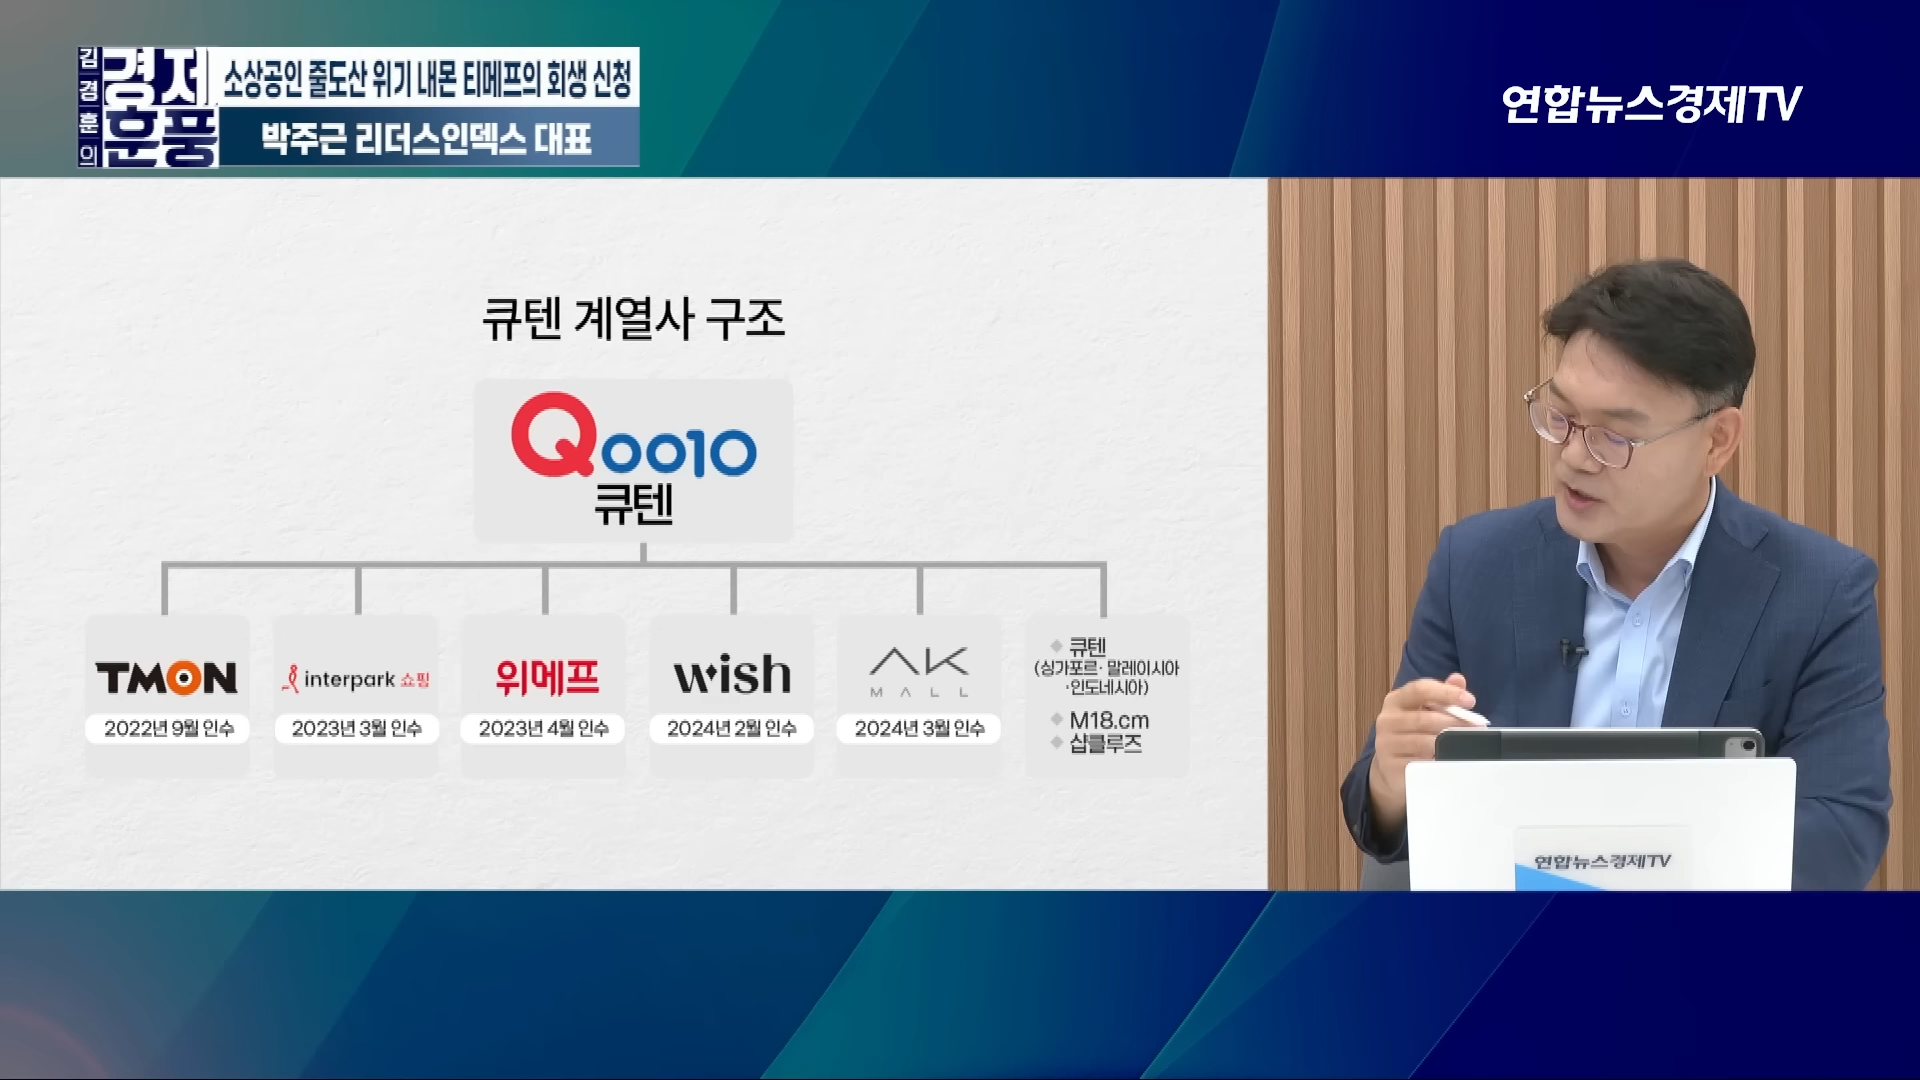 김경훈의
경제
훈풍
소상공인 줄도산 위기 내몬 티메프의 회생 신청
박주근 리더스인덱스 대표
연합뉴스경제TV
큐텐 계열사 구조
Qoo10
큐텐
TMON
2022년 9월 인수
interpark 쇼핑
2023년 3월 인수
위메프
2023년 4월 인수
wish
2024년 2월 인수
AK
MALL
2024년 3월 인수
큐텐
(싱가포르·말레이시아
·인도네시아)
M18.cm
샵클루즈
연합뉴스경제TV